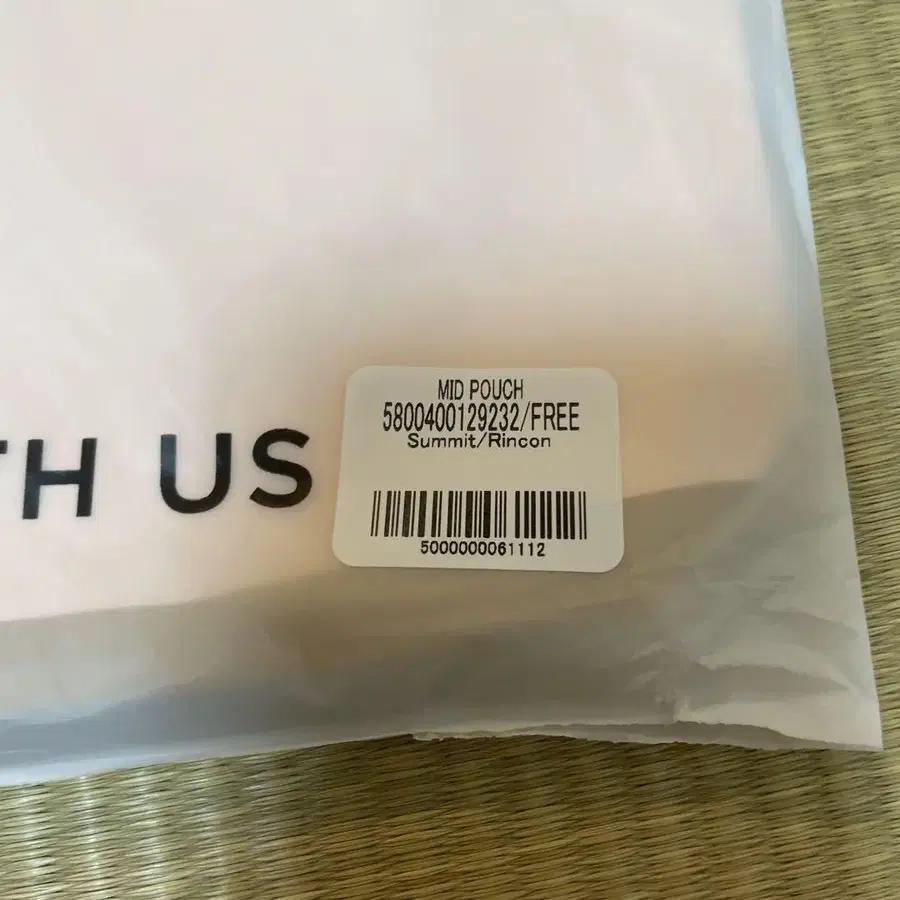 MID POUCH
5800400129232/FREE
Summit/Rincon
TH US
5000000061112